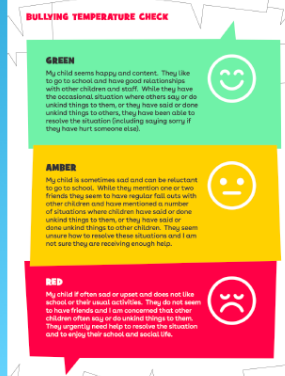 BULLYING TEMPERATURE CHECK
GREEN
My child seems happy and content. They like
to go to school and have good relationships
with other children and staff. While they have
the occasional situation where others say or do
unkind things to them, or they have said or done
unkind things to others, they have been able to
resolve the situation (including saying sorry if
they have hurt someone else).
AMBER
My child is sometimes sad and can be reluctant
to go to school. While they mention one or two
friends they seem to have regular fall outs with
other children and have mentioned a number
of situations where children have said or done
unkind things to them, or they have said or
done unkind things to other children. They seem
unsure how to resolve these situations and I am
not sure they are receiving enough help.
RED
My child if often sad or upset and does not like
school or their usual activities. They do not seem
to have friends and I am concerned that other
children often say or do unkind things to them.
They urgently need help to resolve the situation
and to enjoy their school and social life.